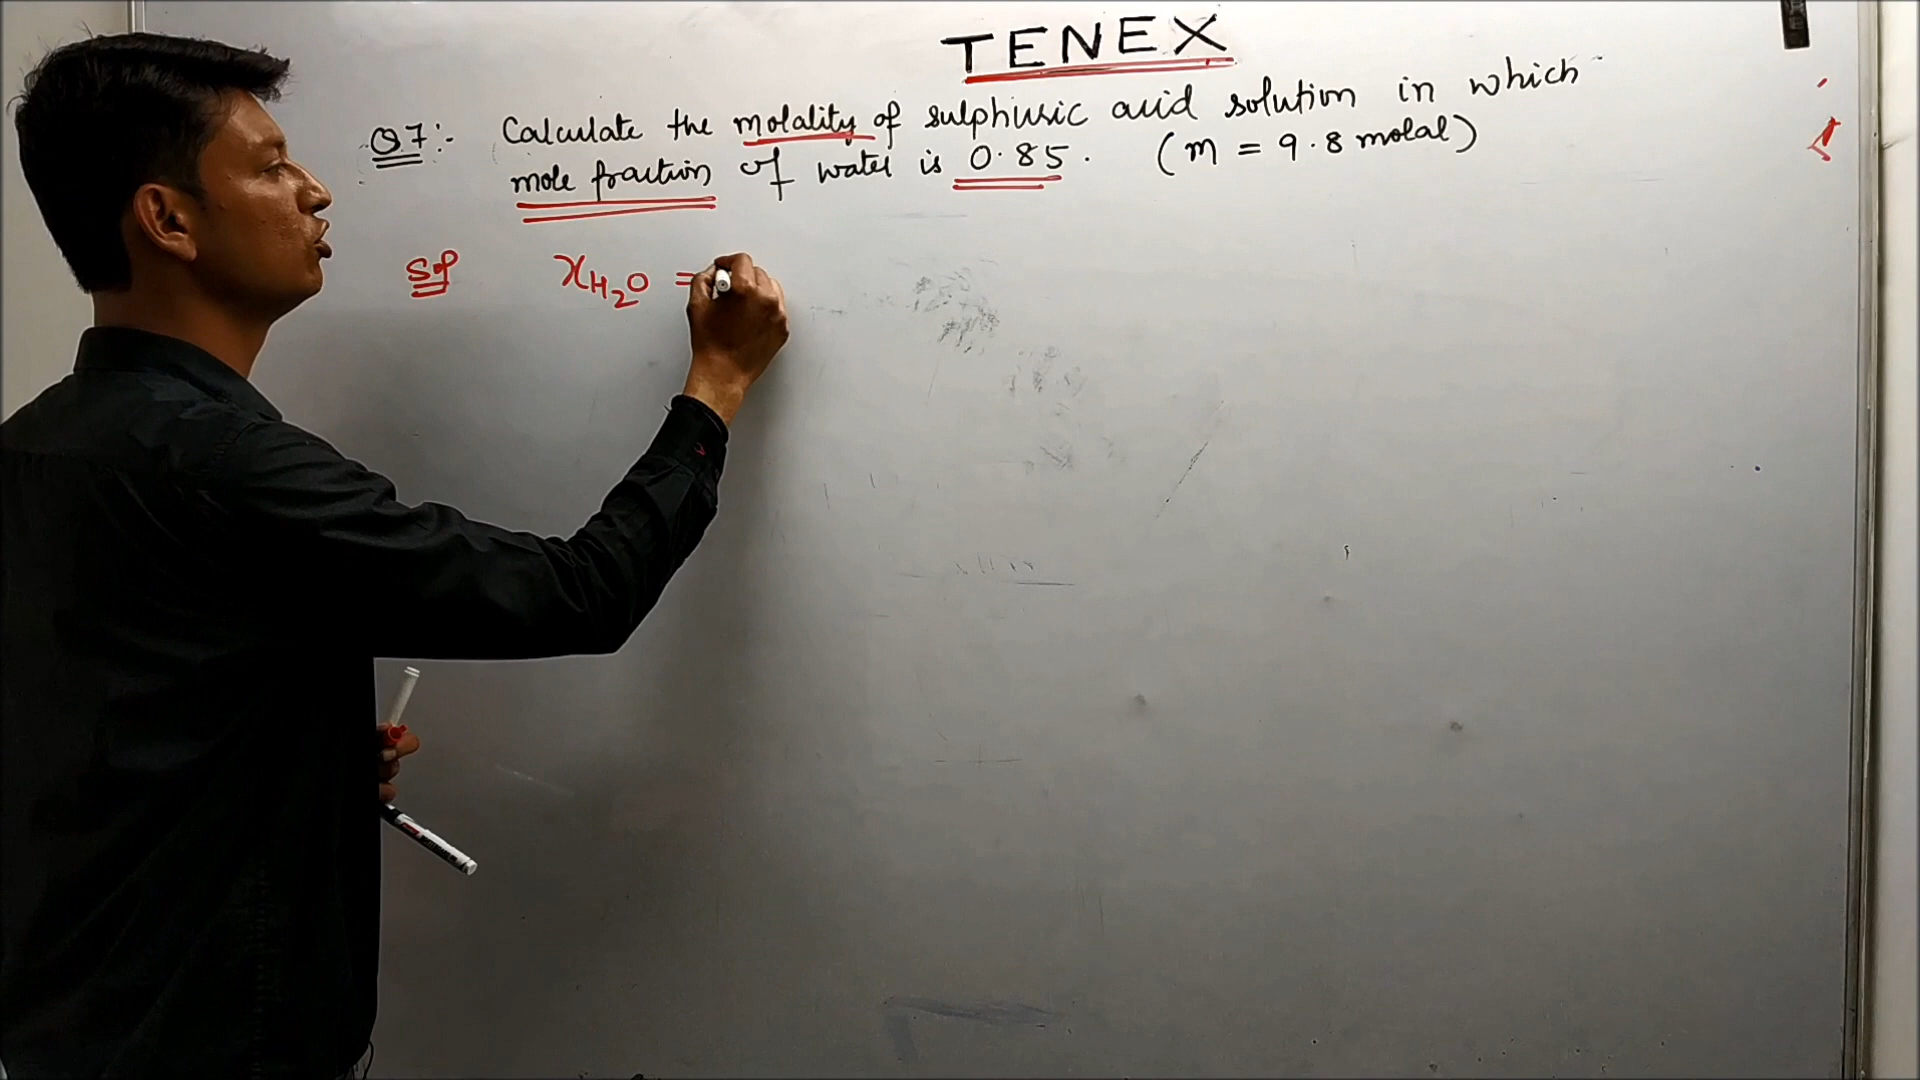 TENEX
Q7:- Calculate the molality of sulphuric acid solution in which
mole fraction of water is 0.85. (m = 9.8 molal)
Sol x_H₂O =